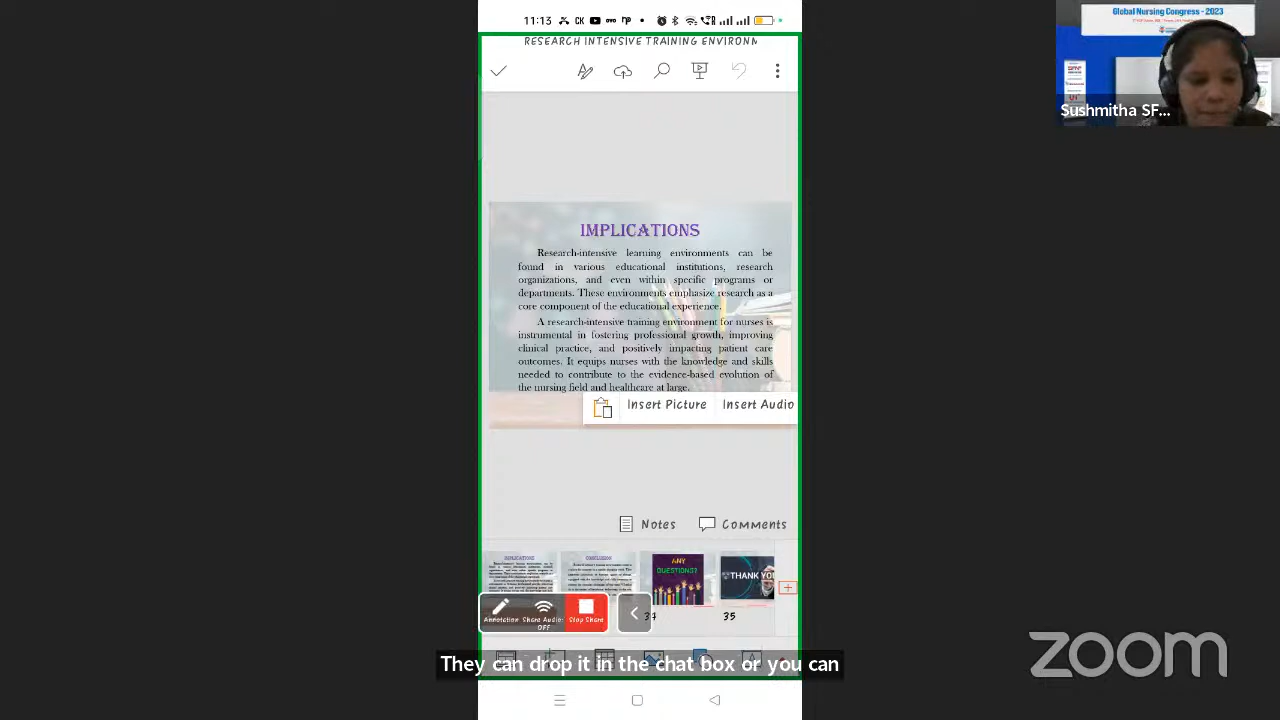 11:13
RESEARCH INTENSIVE TRAINING ENVIRONM
IMPLICATIONS
Research-intensive learning environments can be
found in various educational institutions, research
organizations, and even within specific programs or
departments. These environments emphasize research as a
core component of the educational experience.
A research-intensive training environment for nurses is
instrumental in fostering professional growth, improving
clinical practice, and positively impacting patient care
outcomes. It equips nurses with the knowledge and skills
needed to contribute to the evidence-based evolution of
the nursing field and healthcare at large.
Insert Picture
Insert Audio
Notes
Comments
IMPLICATIONS
CONCLUSION
ANY
QUESTIONS?
THANK YOU
Annotation
Share Audio:
OFF
Stop Share
34
35
They can drop it in the chat box or you can
Global Nursing Congress - 2023
Sushmitha SF...
zoom